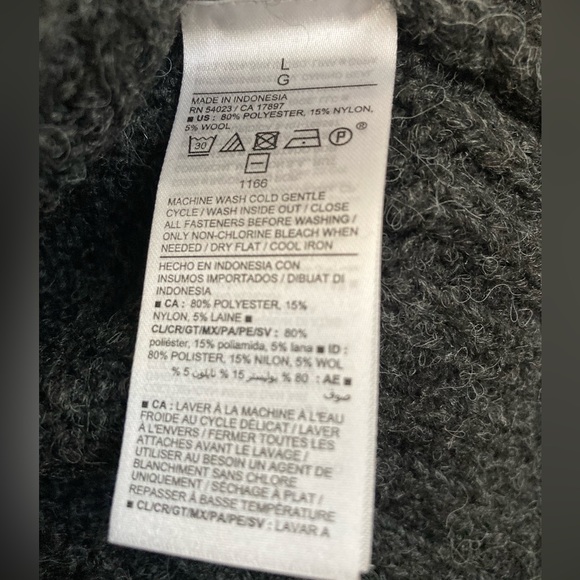 L
G
MADE IN INDONESIA
RN 54023 / CA 17897
■ US : 80% POLYESTER, 15% NYLON,
5% WOOL
30 P ®
1166
MACHINE WASH COLD GENTLE
CYCLE / WASH INSIDE OUT / CLOSE
ALL FASTENERS BEFORE WASHING /
ONLY NON-CHLORINE BLEACH WHEN
NEEDED / DRY FLAT / COOL IRON
HECHO EN INDONESIA CON
INSUMOS IMPORTADOS / DIBUAT DI
INDONESIA
■ CA : 80% POLYESTER, 15%
NYLON, 5% LAINE ■
CL/CR/GT/MX/PA/PE/SV : 80%
poliéster, 15% poliamida, 5% lana ■ ID :
80% POLISTER, 15% NILON, 5% WOL
■ AE : 80 % بوليستر 15 % نايلون 5 %
صوف
■ CA : LAVER À LA MACHINE À L'EAU
FROIDE AU CYCLE DÉLICAT / LAVER
À L'ENVERS / FERMER TOUTES LES
ATTACHES AVANT LE LAVAGE /
UTILISER AU BESOIN UN AGENT DE
BLANCHIMENT SANS CHLORE
UNIQUEMENT / SÉCHAGE À PLAT /
REPASSER À BASSE TEMPÉRATURE
■ CL/CR/GT/MX/PA/PE/SV : LAVAR A